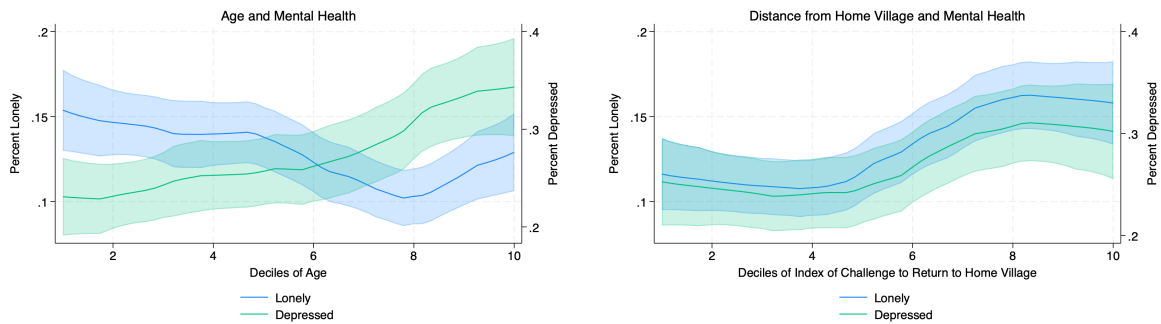 Age and Mental Health
Percent Lonely
.2
.15
.1
.4
.3
.2
Percent Depressed
2
4
6
8
10
Deciles of Age
Lonely
Depressed
Distance from Home Village and Mental Health
Percent Lonely
.2
.15
.1
.4
.3
.2
Percent Depressed
2
4
6
8
10
Deciles of Index of Challenge to Return to Home Village
Lonely
Depressed